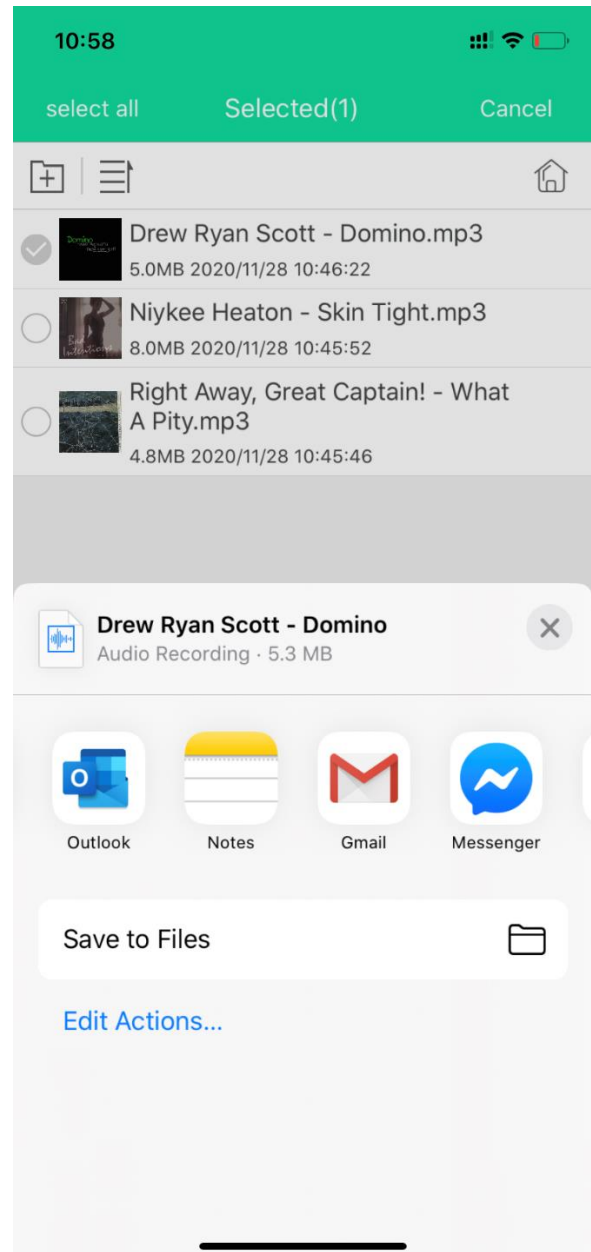 10:58
select all Selected(1) Cancel
Drew Ryan Scott - Domino.mp3
5.0MB 2020/11/28 10:46:22
Niykee Heaton - Skin Tight.mp3
8.0MB 2020/11/28 10:45:52
Right Away, Great Captain! - What
A Pity.mp3
4.8MB 2020/11/28 10:45:46
Drew Ryan Scott - Domino
Audio Recording · 5.3 MB
Outlook Notes Gmail Messenger
Save to Files
Edit Actions...